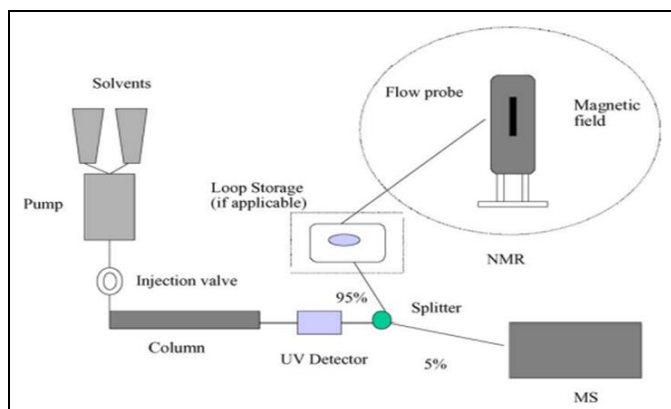 Solvents
Flow probe
Magnetic
field
Loop Storage
(if applicable)
Pump
NMR
Injection valve
95%
Splitter
Column
UV Detector
5%
MS